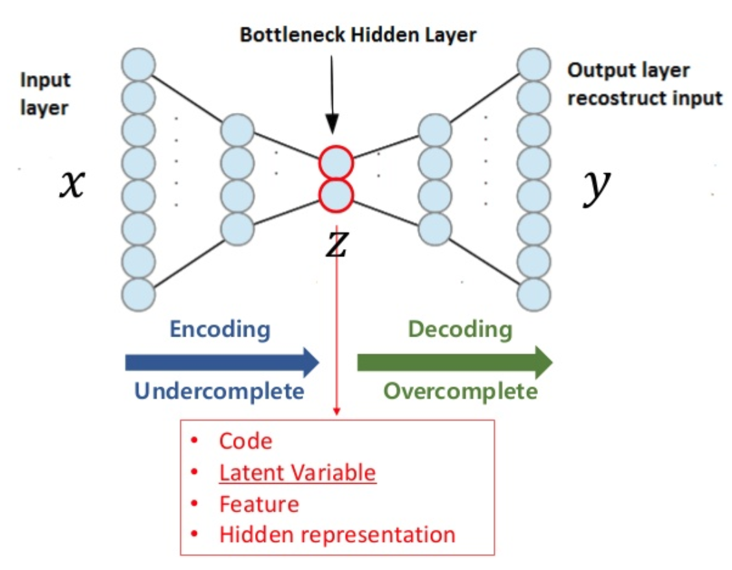 Bottleneck Hidden Layer
Input
layer
Output layer
recostruct input
x
y
z
Encoding
Decoding
Undercomplete
Overcomplete
• Code
• Latent Variable
• Feature
• Hidden representation